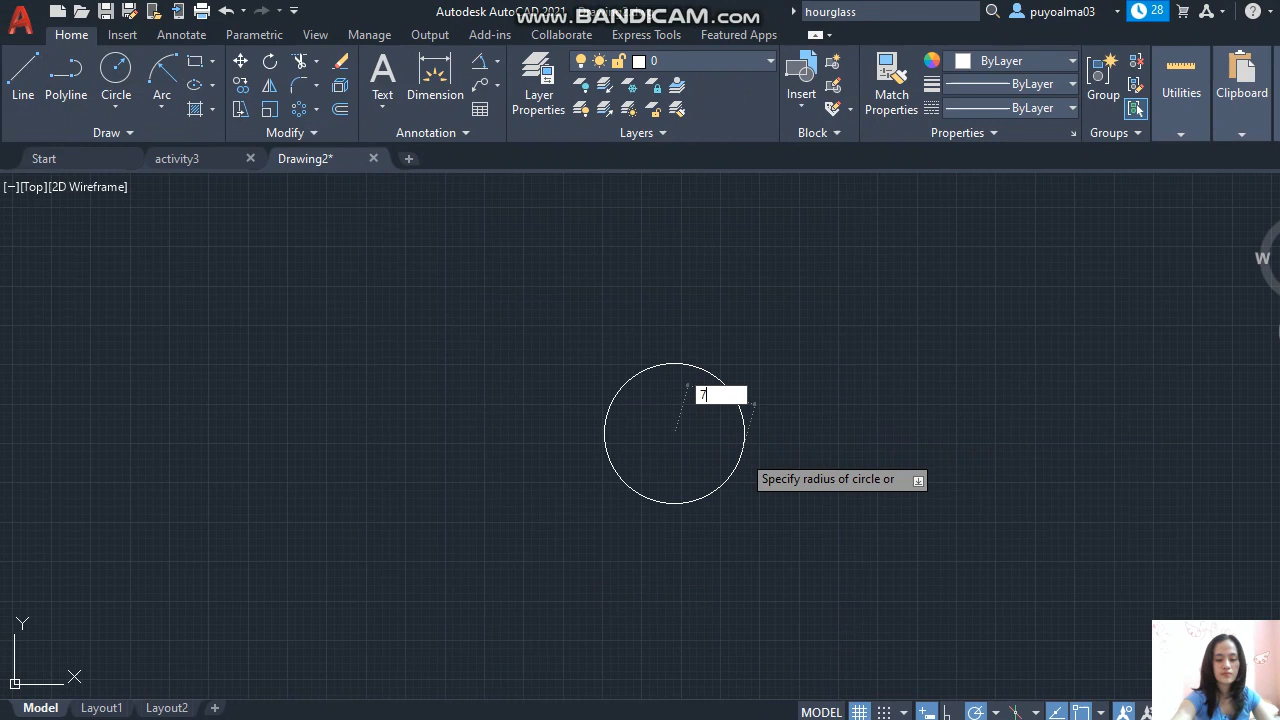 Autodesk AutoCAD 2021
www.BANDICAM.com
hourglass
puyoalma03
28
Home
Insert
Annotate
Parametric
View
Manage
Output
Add-ins
Collaborate
Express Tools
Featured Apps
Line
Polyline
Circle
Arc
Text
Dimension
Layer
Properties
0
Insert
Match
Properties
ByLayer
ByLayer
ByLayer
Group
Utilities
Clipboard
Draw
Modify
Annotation
Layers
Block
Properties
Groups
Start
activity3
Drawing2*
[−][Top][2D Wireframe]
W
7
Specify radius of circle or
Y
X
Model
Layout1
Layout2
MODEL